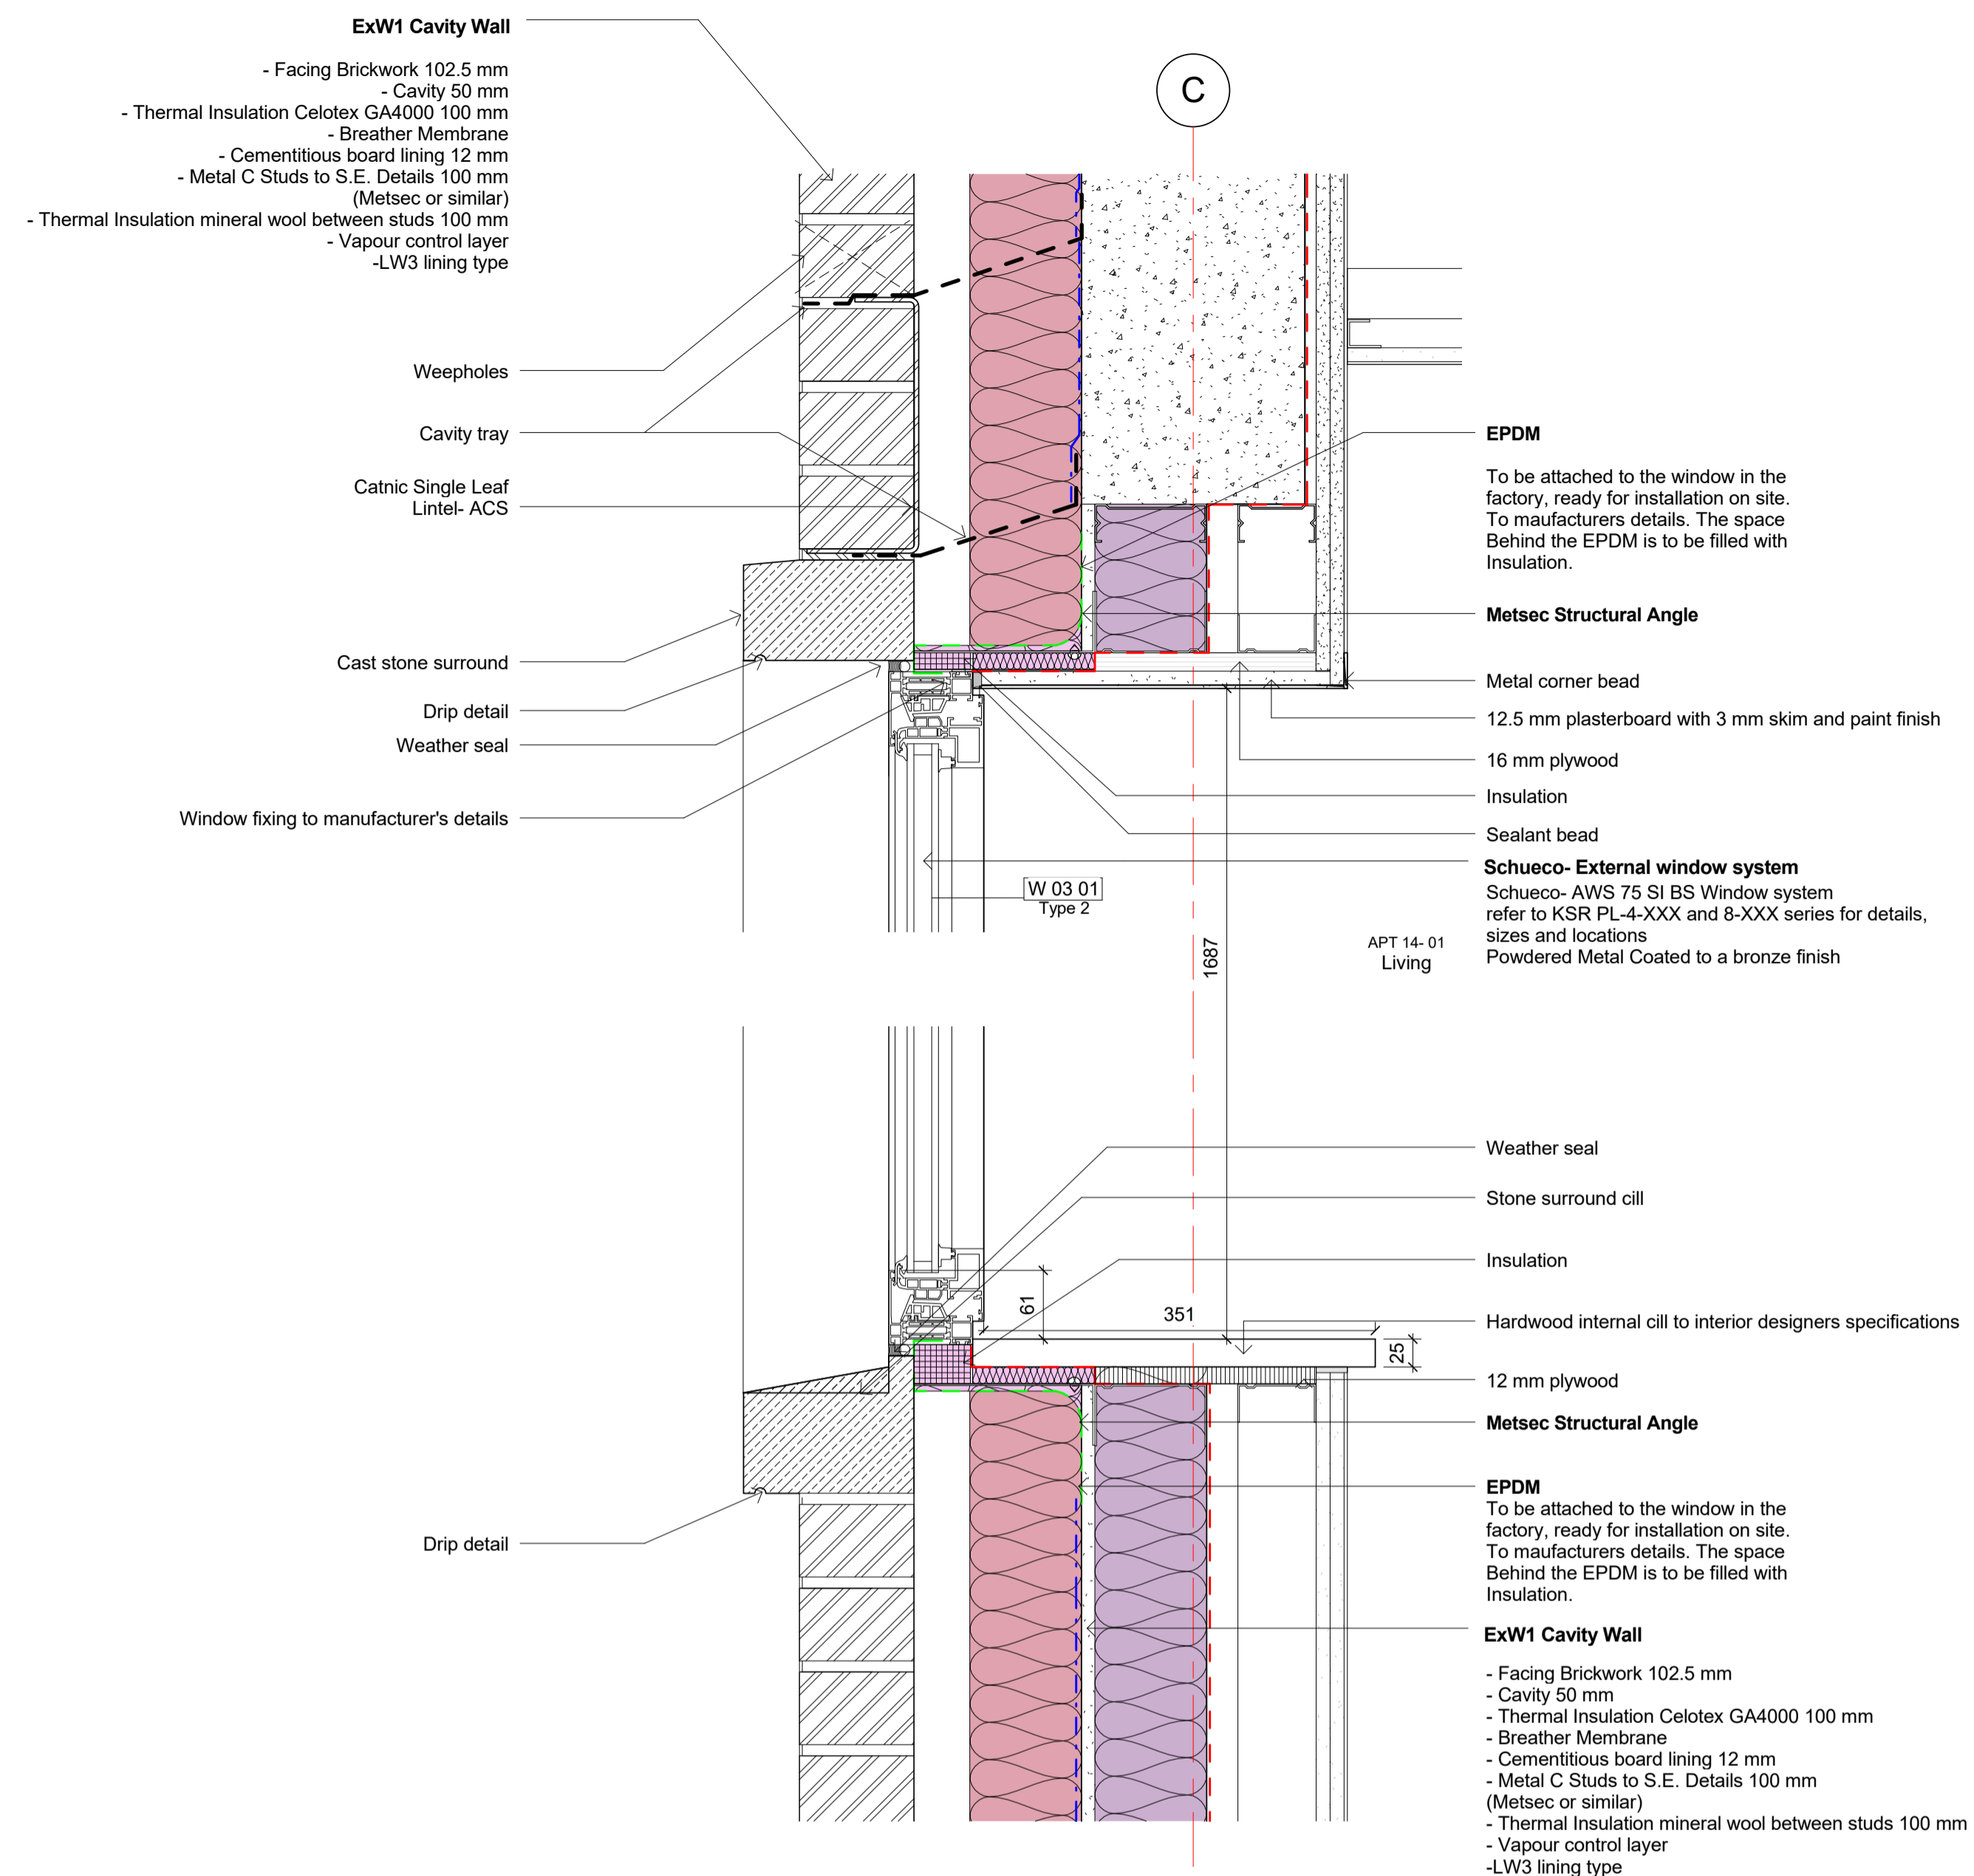 ExW1 Cavity Wall
- Facing Brickwork 102.5 mm
- Cavity 50 mm
- Thermal Insulation Celotex GA4000 100 mm
- Breather Membrane
- Cementitious board lining 12 mm
- Metal C Studs to S.E. Details 100 mm
(Metsec or similar)
- Thermal Insulation mineral wool between studs 100 mm
- Vapour control layer
-LW3 lining type
Weepholes
Cavity tray
Catnic Single Leaf
Lintel- ACS
Cast stone surround
Drip detail
Weather seal
Window fixing to manufacturer's details
Drip detail
C
W 03 01
Type 2
1687
APT 14- 01
Living
61
351
25
EPDM
To be attached to the window in the
factory, ready for installation on site.
To maufacturers details. The space
Behind the EPDM is to be filled with
Insulation.
Metsec Structural Angle
Metal corner bead
12.5 mm plasterboard with 3 mm skim and paint finish
16 mm plywood
Insulation
Sealant bead
Schueco- External window system
Schueco- AWS 75 SI BS Window system
refer to KSR PL-4-XXX and 8-XXX series for details,
sizes and locations
Powdered Metal Coated to a bronze finish
Weather seal
Stone surround cill
Insulation
Hardwood internal cill to interior designers specifications
12 mm plywood
Metsec Structural Angle
EPDM
To be attached to the window in the
factory, ready for installation on site.
To maufacturers details. The space
Behind the EPDM is to be filled with
Insulation.
ExW1 Cavity Wall
- Facing Brickwork 102.5 mm
- Cavity 50 mm
- Thermal Insulation Celotex GA4000 100 mm
- Breather Membrane
- Cementitious board lining 12 mm
- Metal C Studs to S.E. Details 100 mm
(Metsec or similar)
- Thermal Insulation mineral wool between studs 100 mm
- Vapour control layer
-LW3 lining type